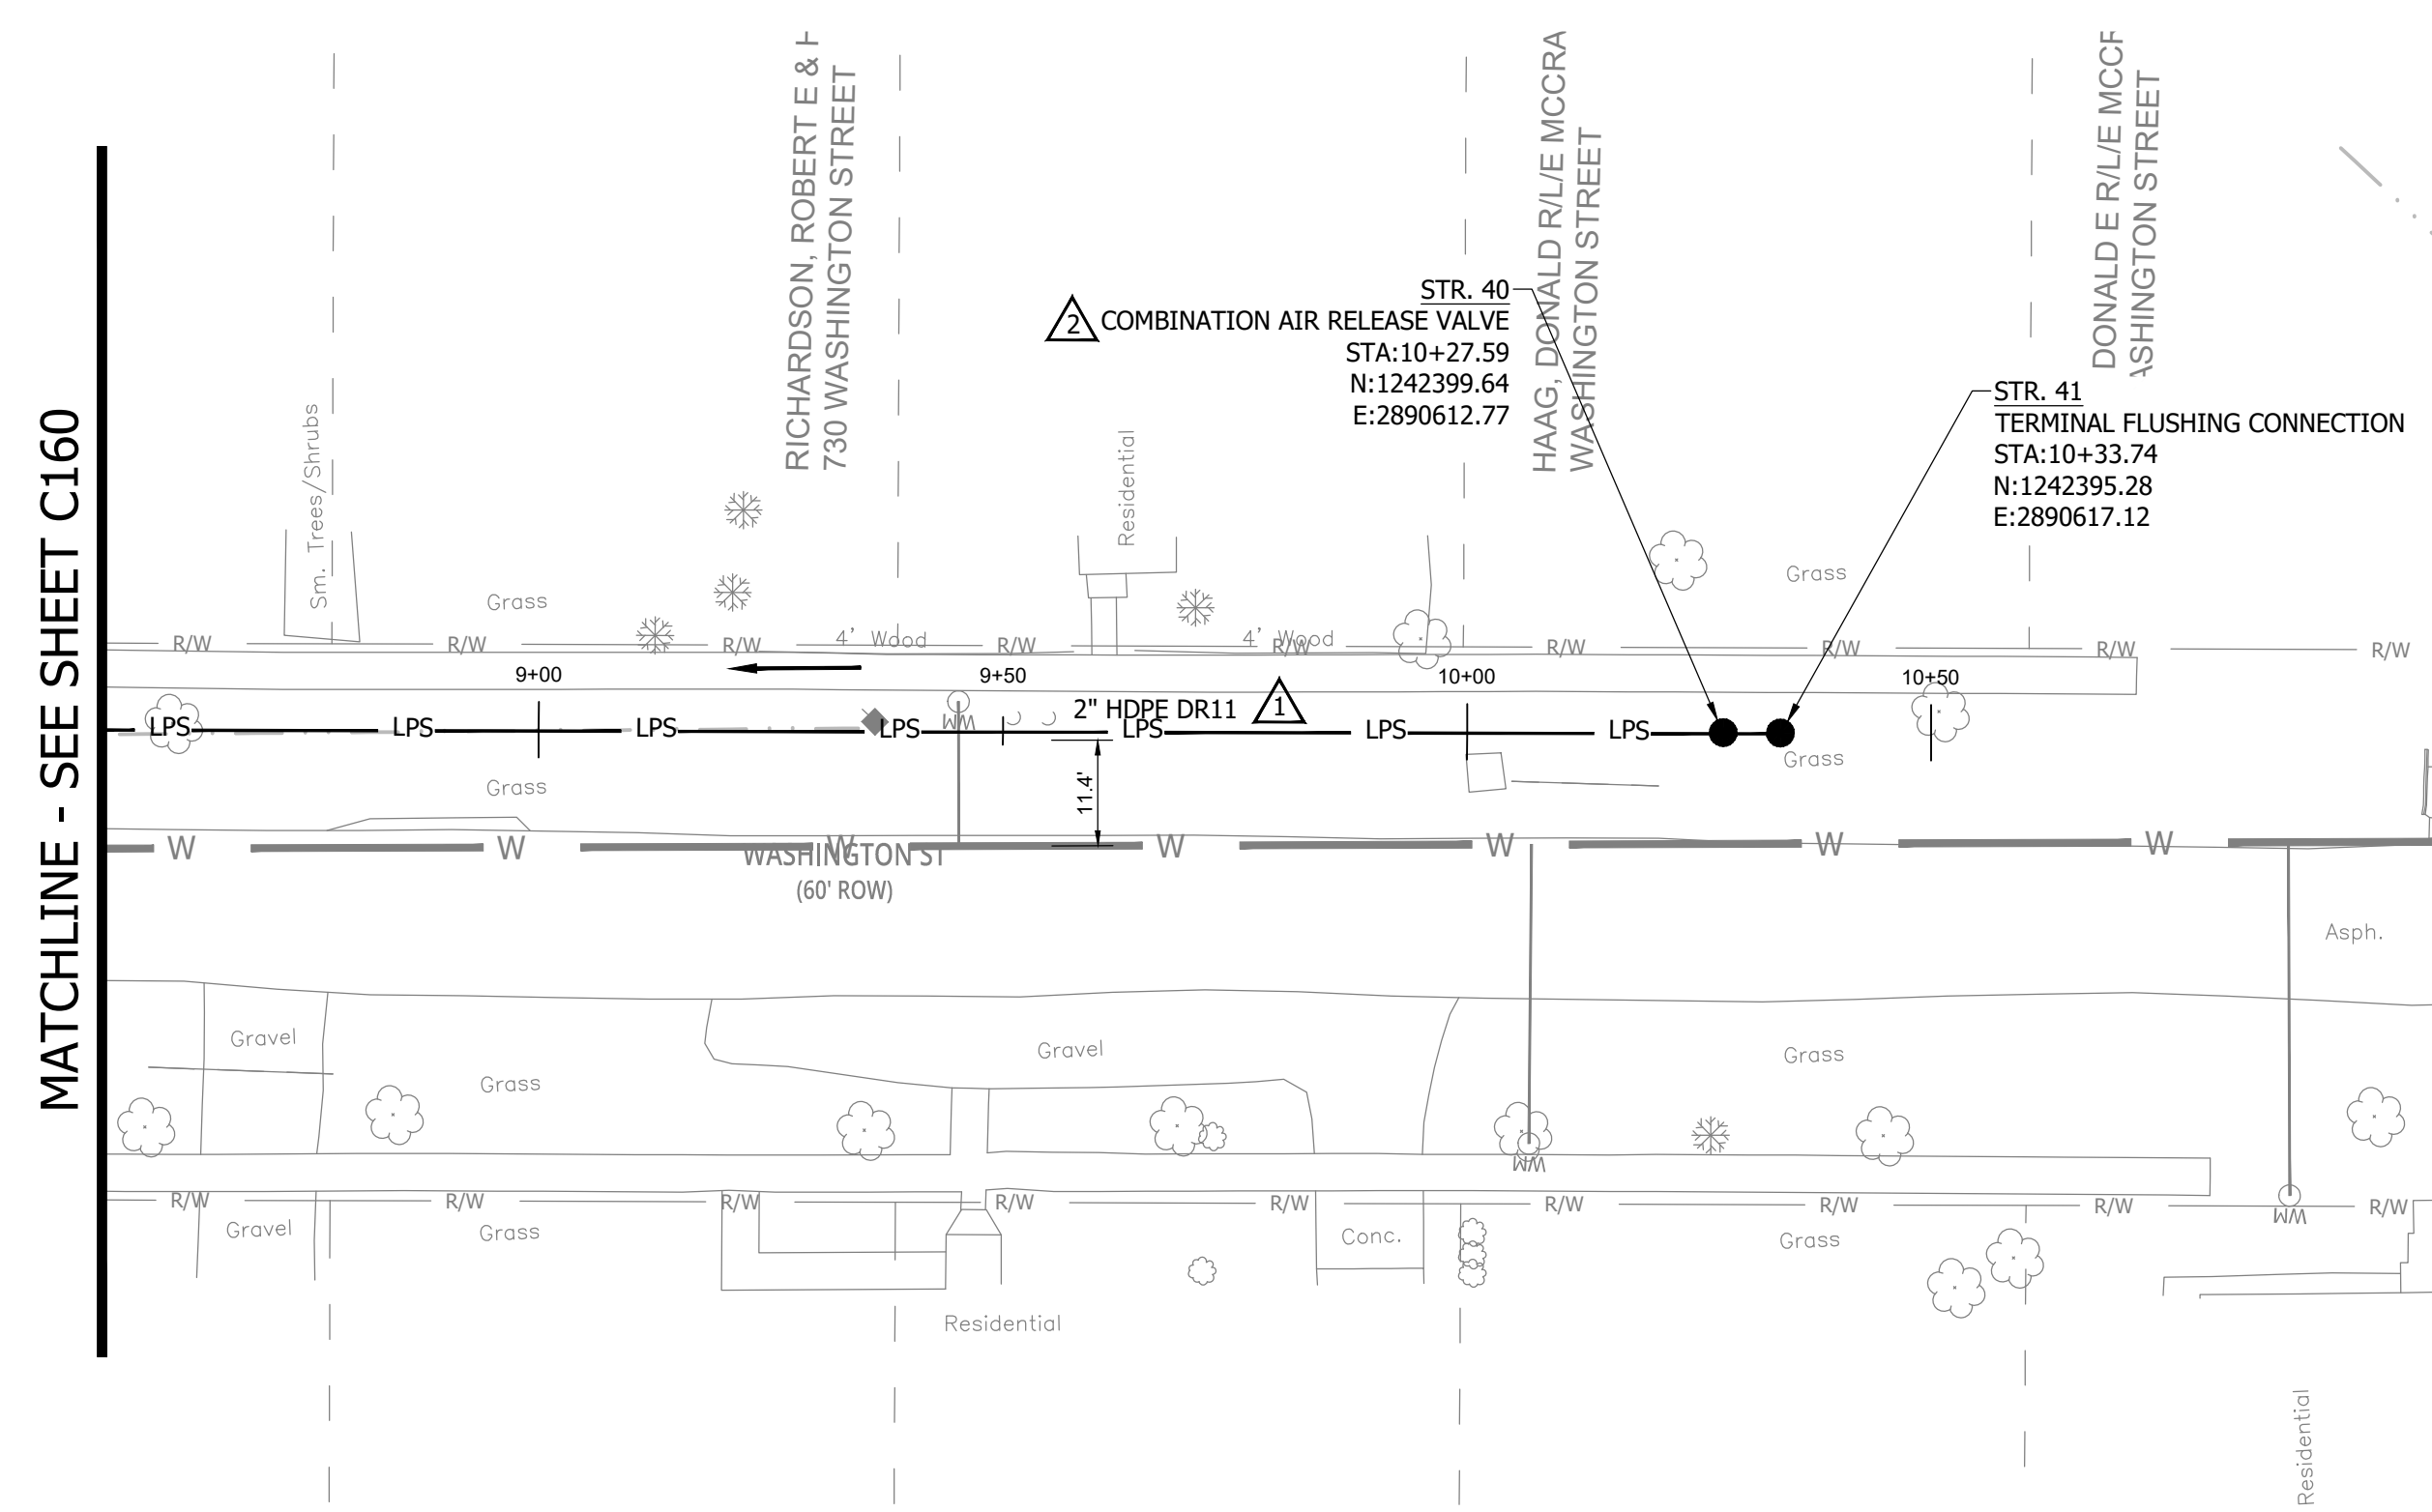 MATCHLINE - SEE SHEET C160
RICHARDSON, ROBERT E &
730 WASHINGTON STREET
HAAG, DONALD R/L/E MCCRA
WASHINGTON STREET
DONALD E R/L/E
WASHINGTON STREET
STR. 40
2 COMBINATION AIR RELEASE VALVE
STA:10+27.59
N:1242399.64
E:2890612.77
STR. 41
TERMINAL FLUSHING CONNECTION
STA:10+33.74
N:1242395.28
E:2890617.12
Sm. Trees/Shrubs
Residential
Grass
Grass
R/W R/W R/W 4' Wood R/W 4' Wood R/W R/W R/W R/W R/W
9+00 9+50 10+00 10+50
2" HDPE DR11 1
WM
LPS LPS LPS LPS LPS LPS LPS
Grass
Grass
11.4'
W W W W W W W
WASHINGTON ST
(60' ROW)
Asph.
Gravel
Gravel
Grass
Grass
WM
R/W R/W R/W R/W R/W R/W R/W R/W R/W
WM
Gravel
Grass
Conc.
Grass
Residential
Residential